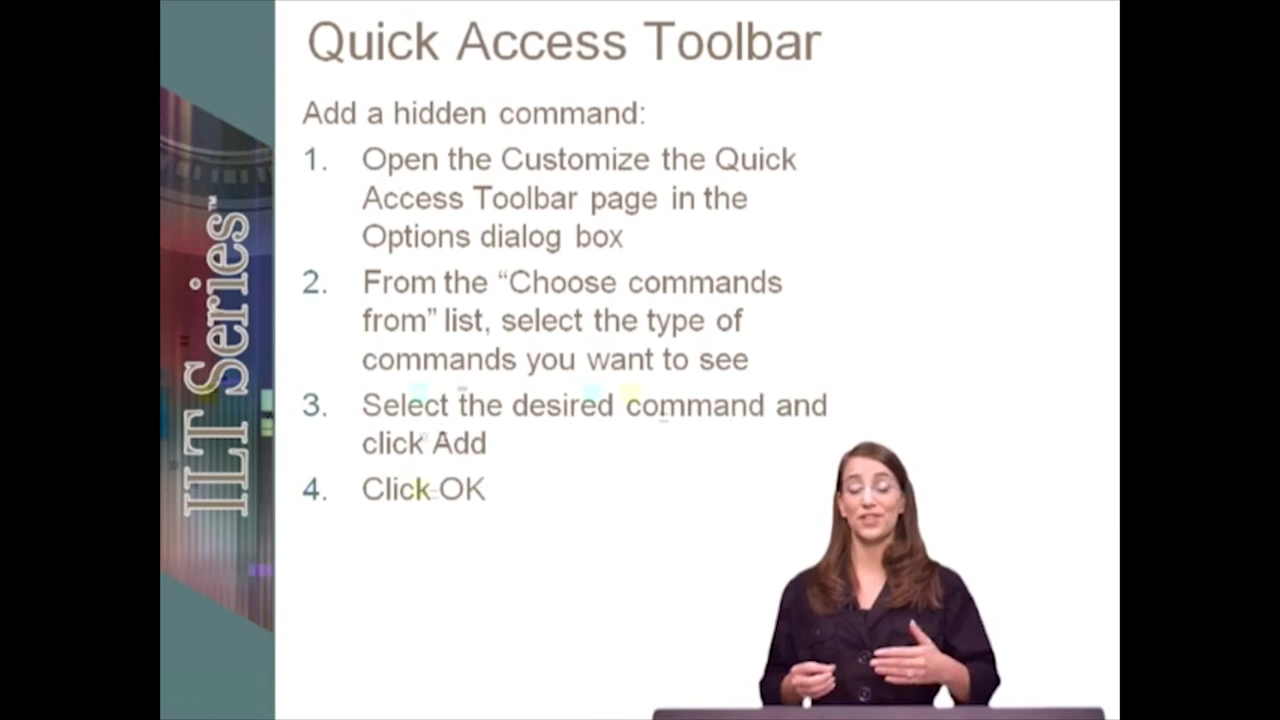 Quick Access Toolbar
Add a hidden command:
1. Open the Customize the Quick
Access Toolbar page in the
Options dialog box
2. From the “Choose commands
from” list, select the type of
commands you want to see
3. Select the desired command and
click Add
4. Click OK
ILT Series™